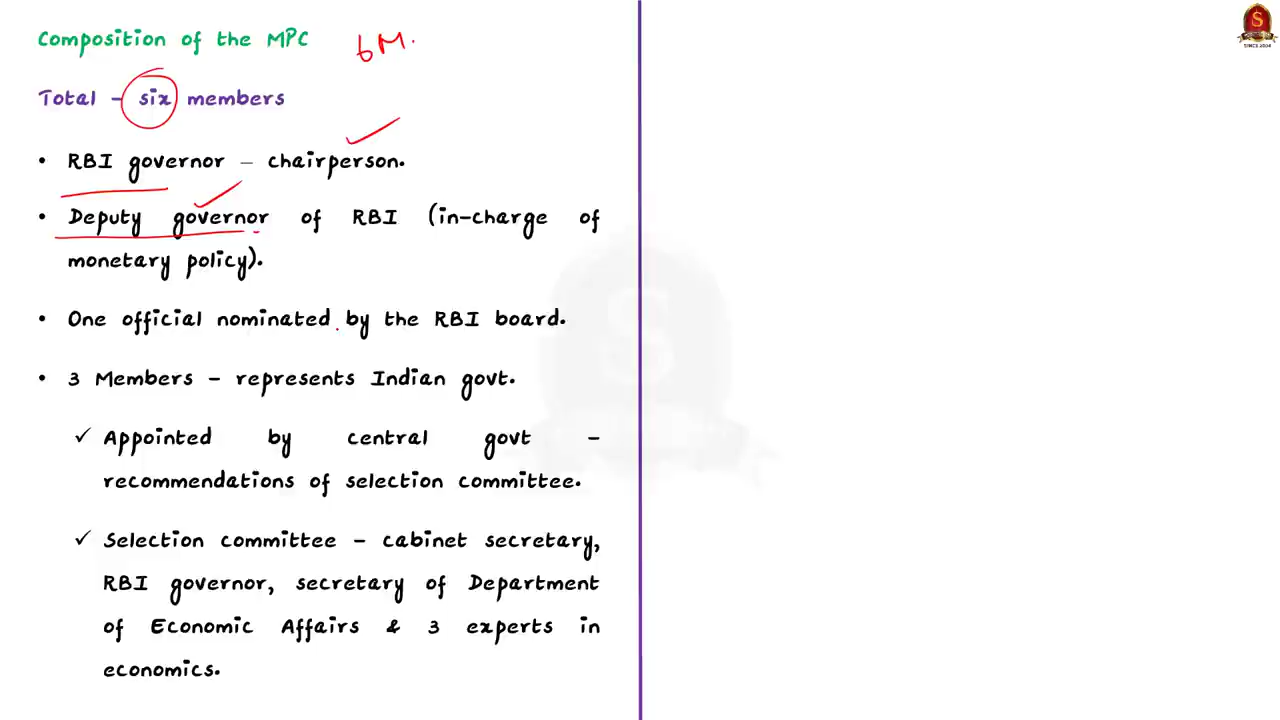 Composition of the MPC 6M.
Total - six members
• RBI governor – chairperson.
• Deputy governor of RBI (in-charge of
monetary policy).
• One official nominated by the RBI board.
• 3 Members - represents Indian govt.
✓ Appointed by central govt -
recommendations of selection committee.
✓ Selection committee - cabinet secretary,
RBI governor, secretary of Department
of Economic Affairs & 3 experts in
economics.
S
SINCE 2004
S